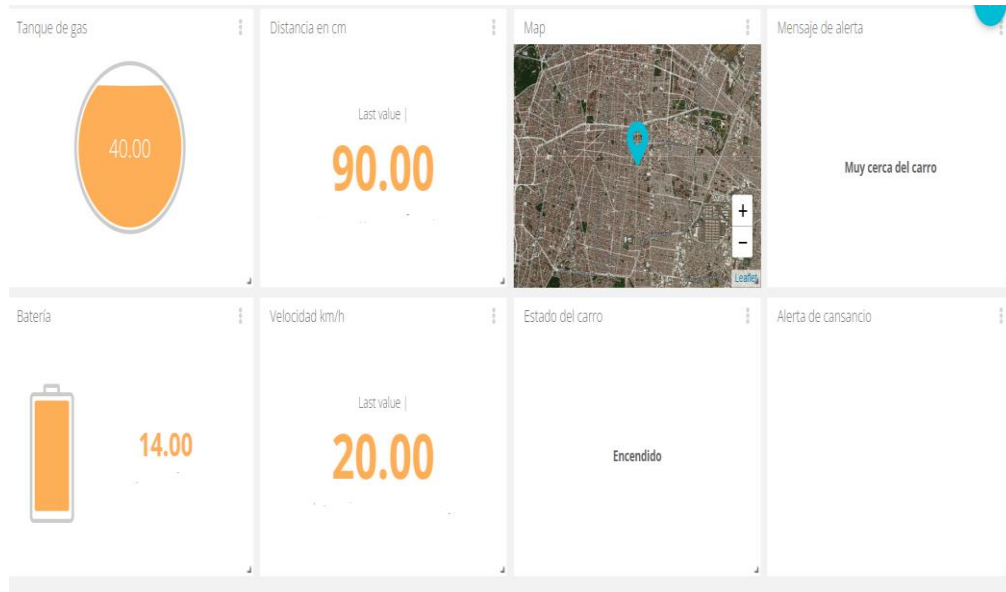 Tanque de gas
40.00
Distancia en cm
Last value |
90.00
Map
+
−
Leaflet
Mensaje de alerta
Muy cerca del carro
Batería
14.00
Velocidad km/h
Last value |
20.00
Estado del carro
Encendido
Alerta de cansancio